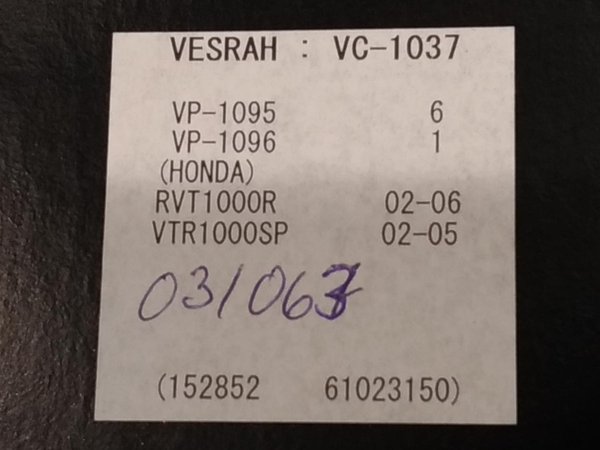 VESRAH : VC-1037
VP-1095 6
VP-1096 1
(HONDA)
RVT1000R 02-06
VTR1000SP 02-05
(152852 61023150)